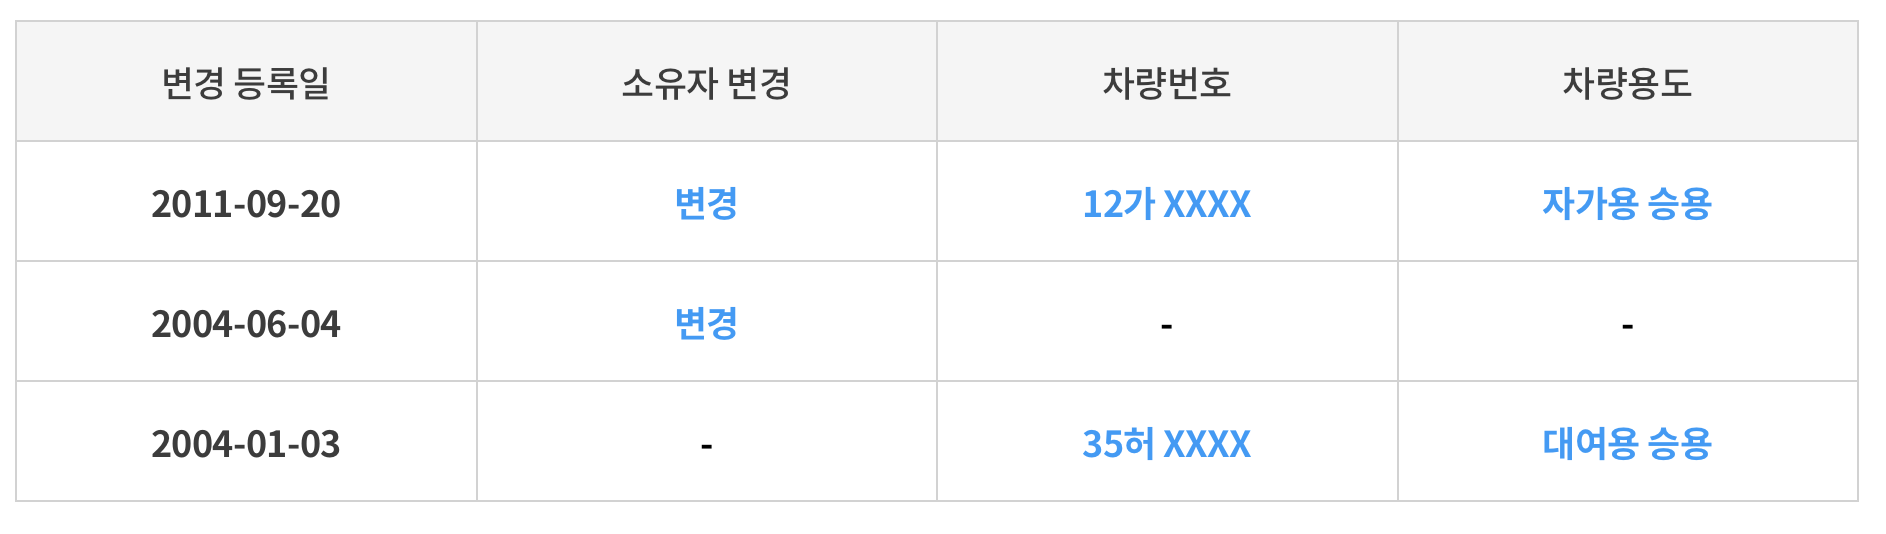 변경 등록일 소유자 변경 차량번호 차량용도
2011-09-20 변경 12가 XXXX 자가용 승용
2004-06-04 변경 - -
2004-01-03 - 35허 XXXX 대여용 승용